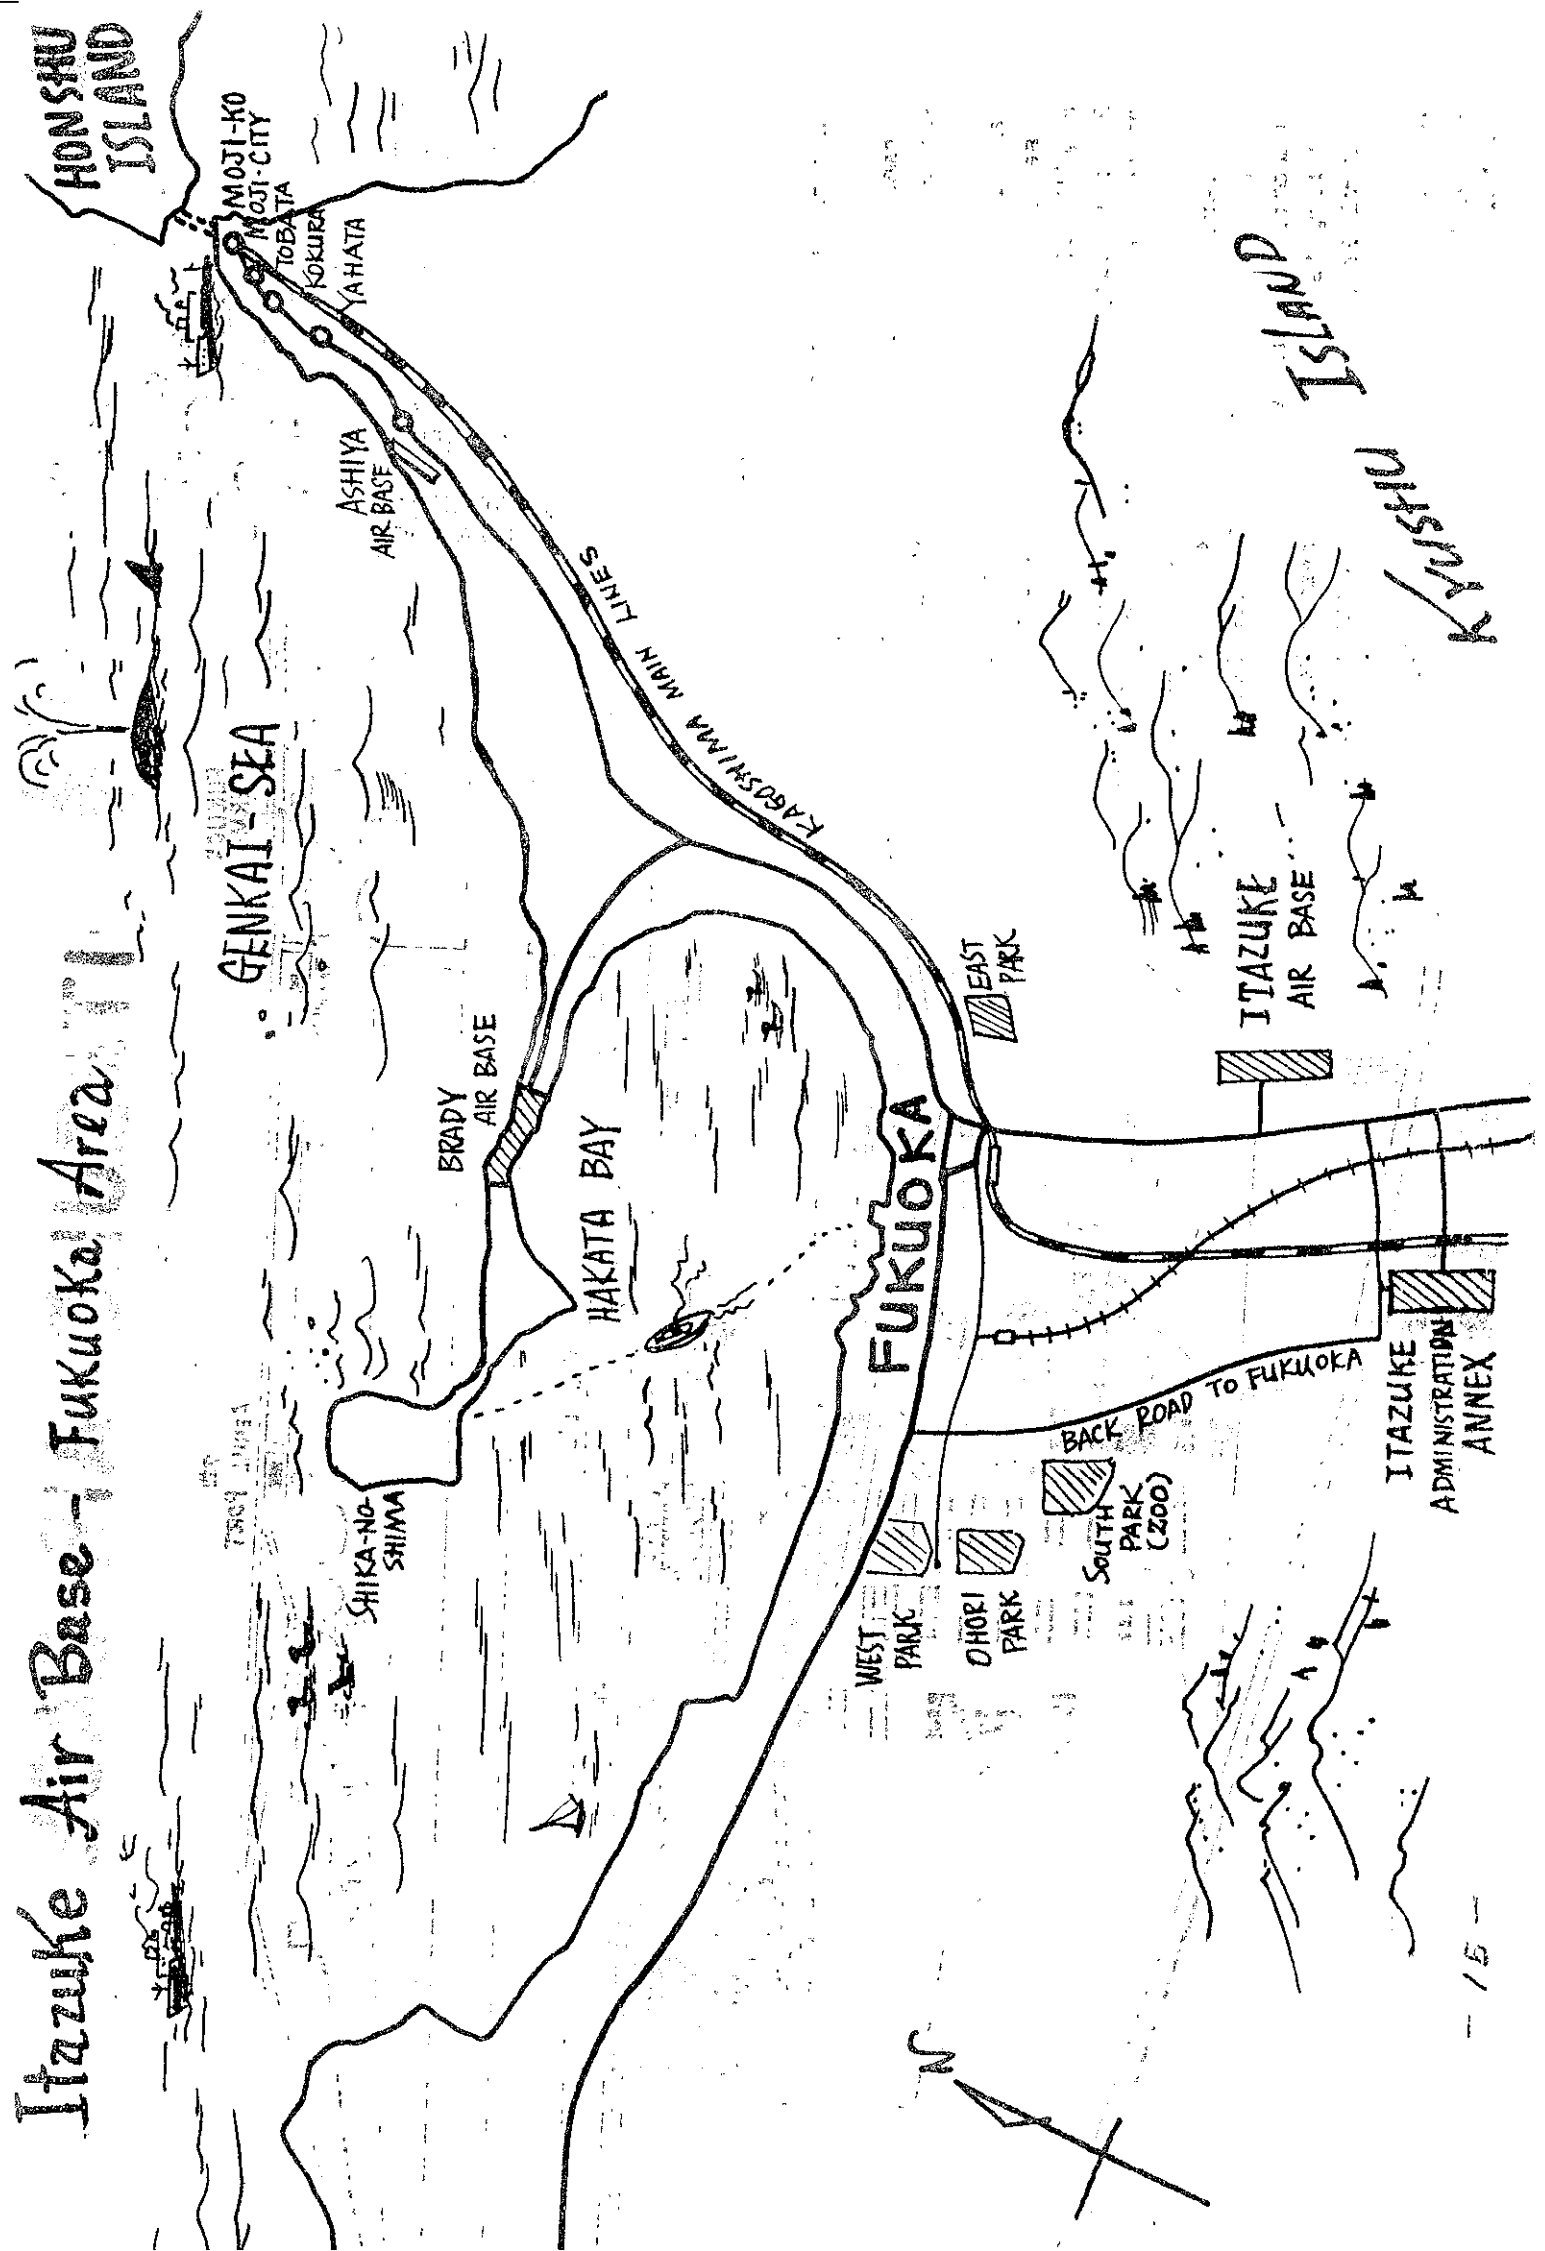 Itazuke Air Base - Fukuoka Area
HONSHU
ISLAND
MOJI-KO
MOJI-CITY
TOBATA
KOKURA
YAHATA
ASHIYA
AIR BASE
GENKAI-SEA
KAGOSHIMA MAIN LINES
BRADY
AIR BASE
HAKATA BAY
SHIKA-NO-
SHIMA
FUKUOKA
EAST
PARK
ITAZUKE
AIR BASE
KYUSHU ISLAND
BACK ROAD TO FUKUOKA
ITAZUKE
ADMINISTRATION
ANNEX
WEST
PARK
OHORI
PARK
SOUTH
PARK
(ZOO)
N
- 15 -